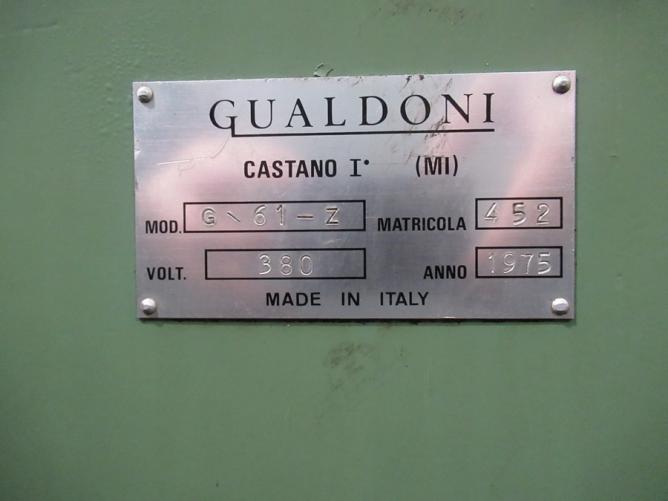 GUALDONI
CASTANO I° (MI)
MOD. G \ 61 - Z MATRICOLA 452
VOLT. 380 ANNO 1975
MADE IN ITALY